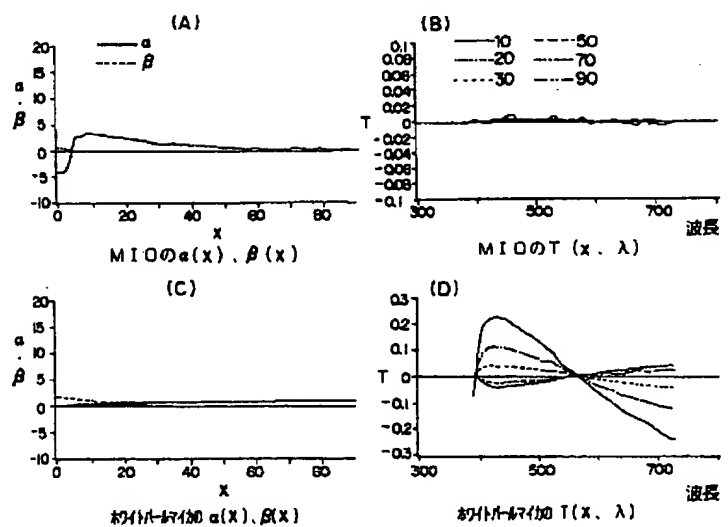 (A)
20
15
10
5
0
-5
-10
α
β
β・α
0 20 40 60 80
χ
MIOのα(χ)、β(χ)
(B)
0.1
0.08
0.06
0.04
0.02
0
-0.02
-0.04
-0.06
-0.08
-0.1
T
10 50
20 70
30 90
300 500 700
波長
MIOのT(χ、λ)
(C)
20
15
10
5
0
-5
-10
β・α
0 20 40 60 80
χ
ホワイトパールマイカの α(χ)、β(χ)
(D)
0.3
0.2
0.1
0
-0.1
-0.2
-0.3
T
300 500 700
波長
ホワイトパールマイカの T(χ、λ)